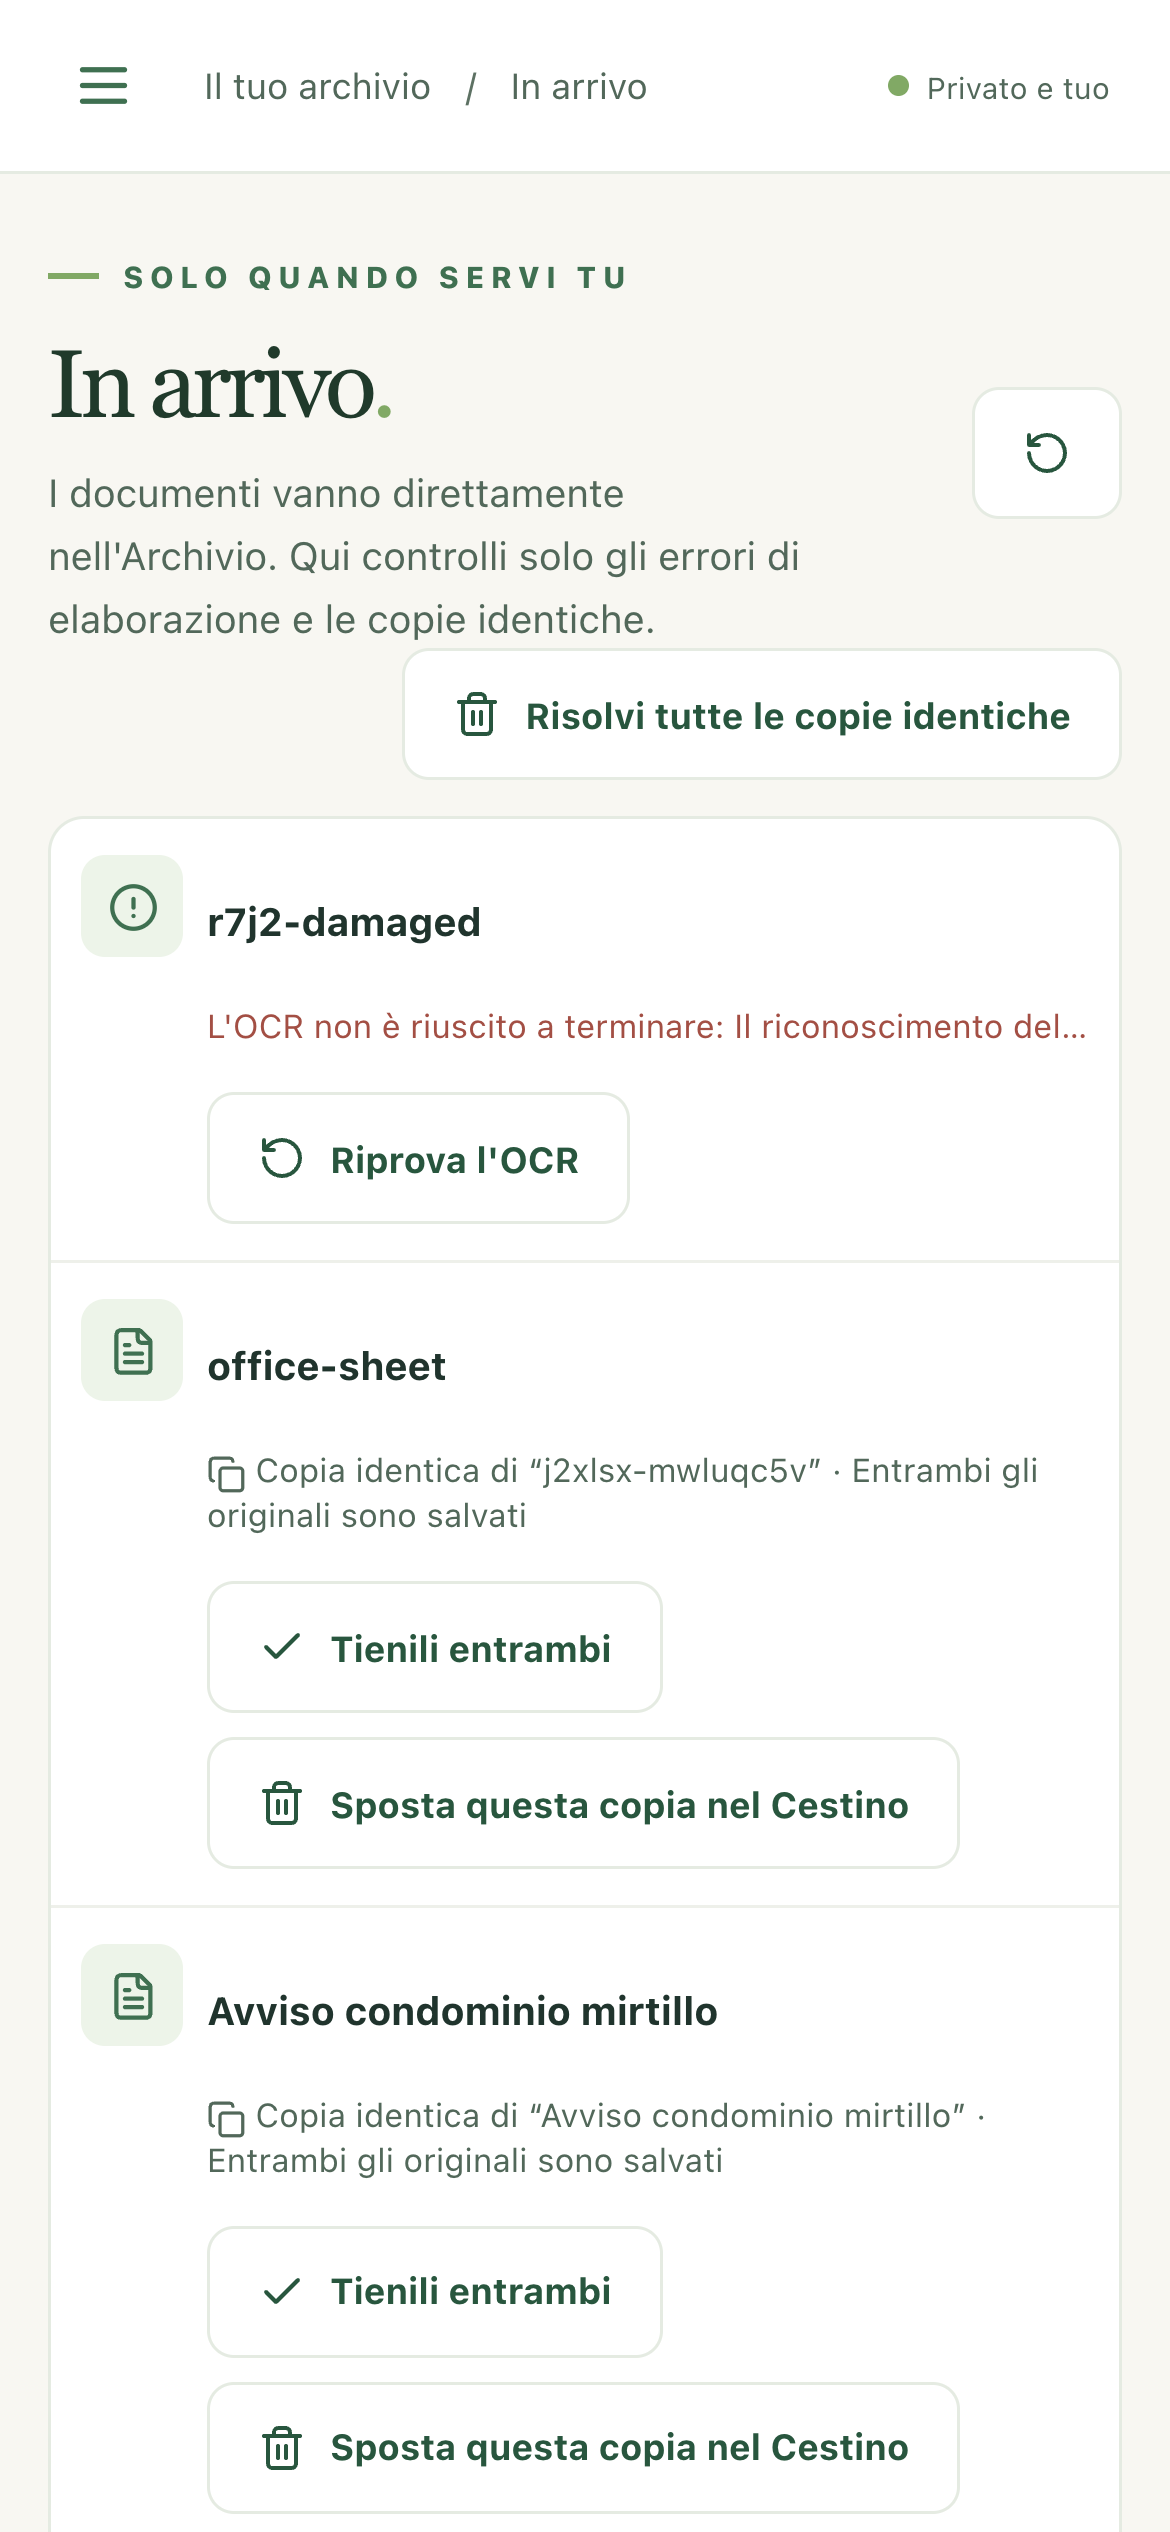 Il tuo archivio / In arrivo
Privato e tuo
SOLO QUANDO SERVI TU
In arrivo.
I documenti vanno direttamente
nell'Archivio. Qui controlli solo gli errori di
elaborazione e le copie identiche.
Risolvi tutte le copie identiche
r7j2-damaged
L'OCR non è riuscito a terminare: Il riconoscimento del...
Riprova l'OCR
office-sheet
Copia identica di “j2xlsx-mwluqc5v” · Entrambi gli
originali sono salvati
Tienili entrambi
Sposta questa copia nel Cestino
Avviso condominio mirtillo
Copia identica di “Avviso condominio mirtillo” ·
Entrambi gli originali sono salvati
Tienili entrambi
Sposta questa copia nel Cestino